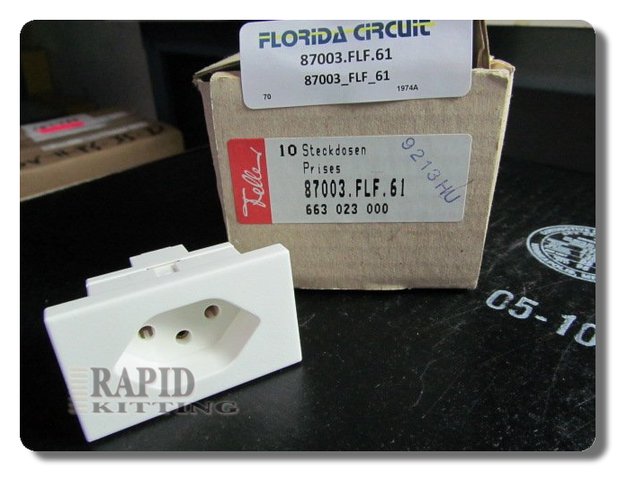 FLORIDA CIRCUIT
87003.FLF.61
87003_FLF_61
70 1974A
Feller
10 Steckdosen
Prises
87003.FLF.61
663 023 000
9213HU
05-10
RAPID
KITTING